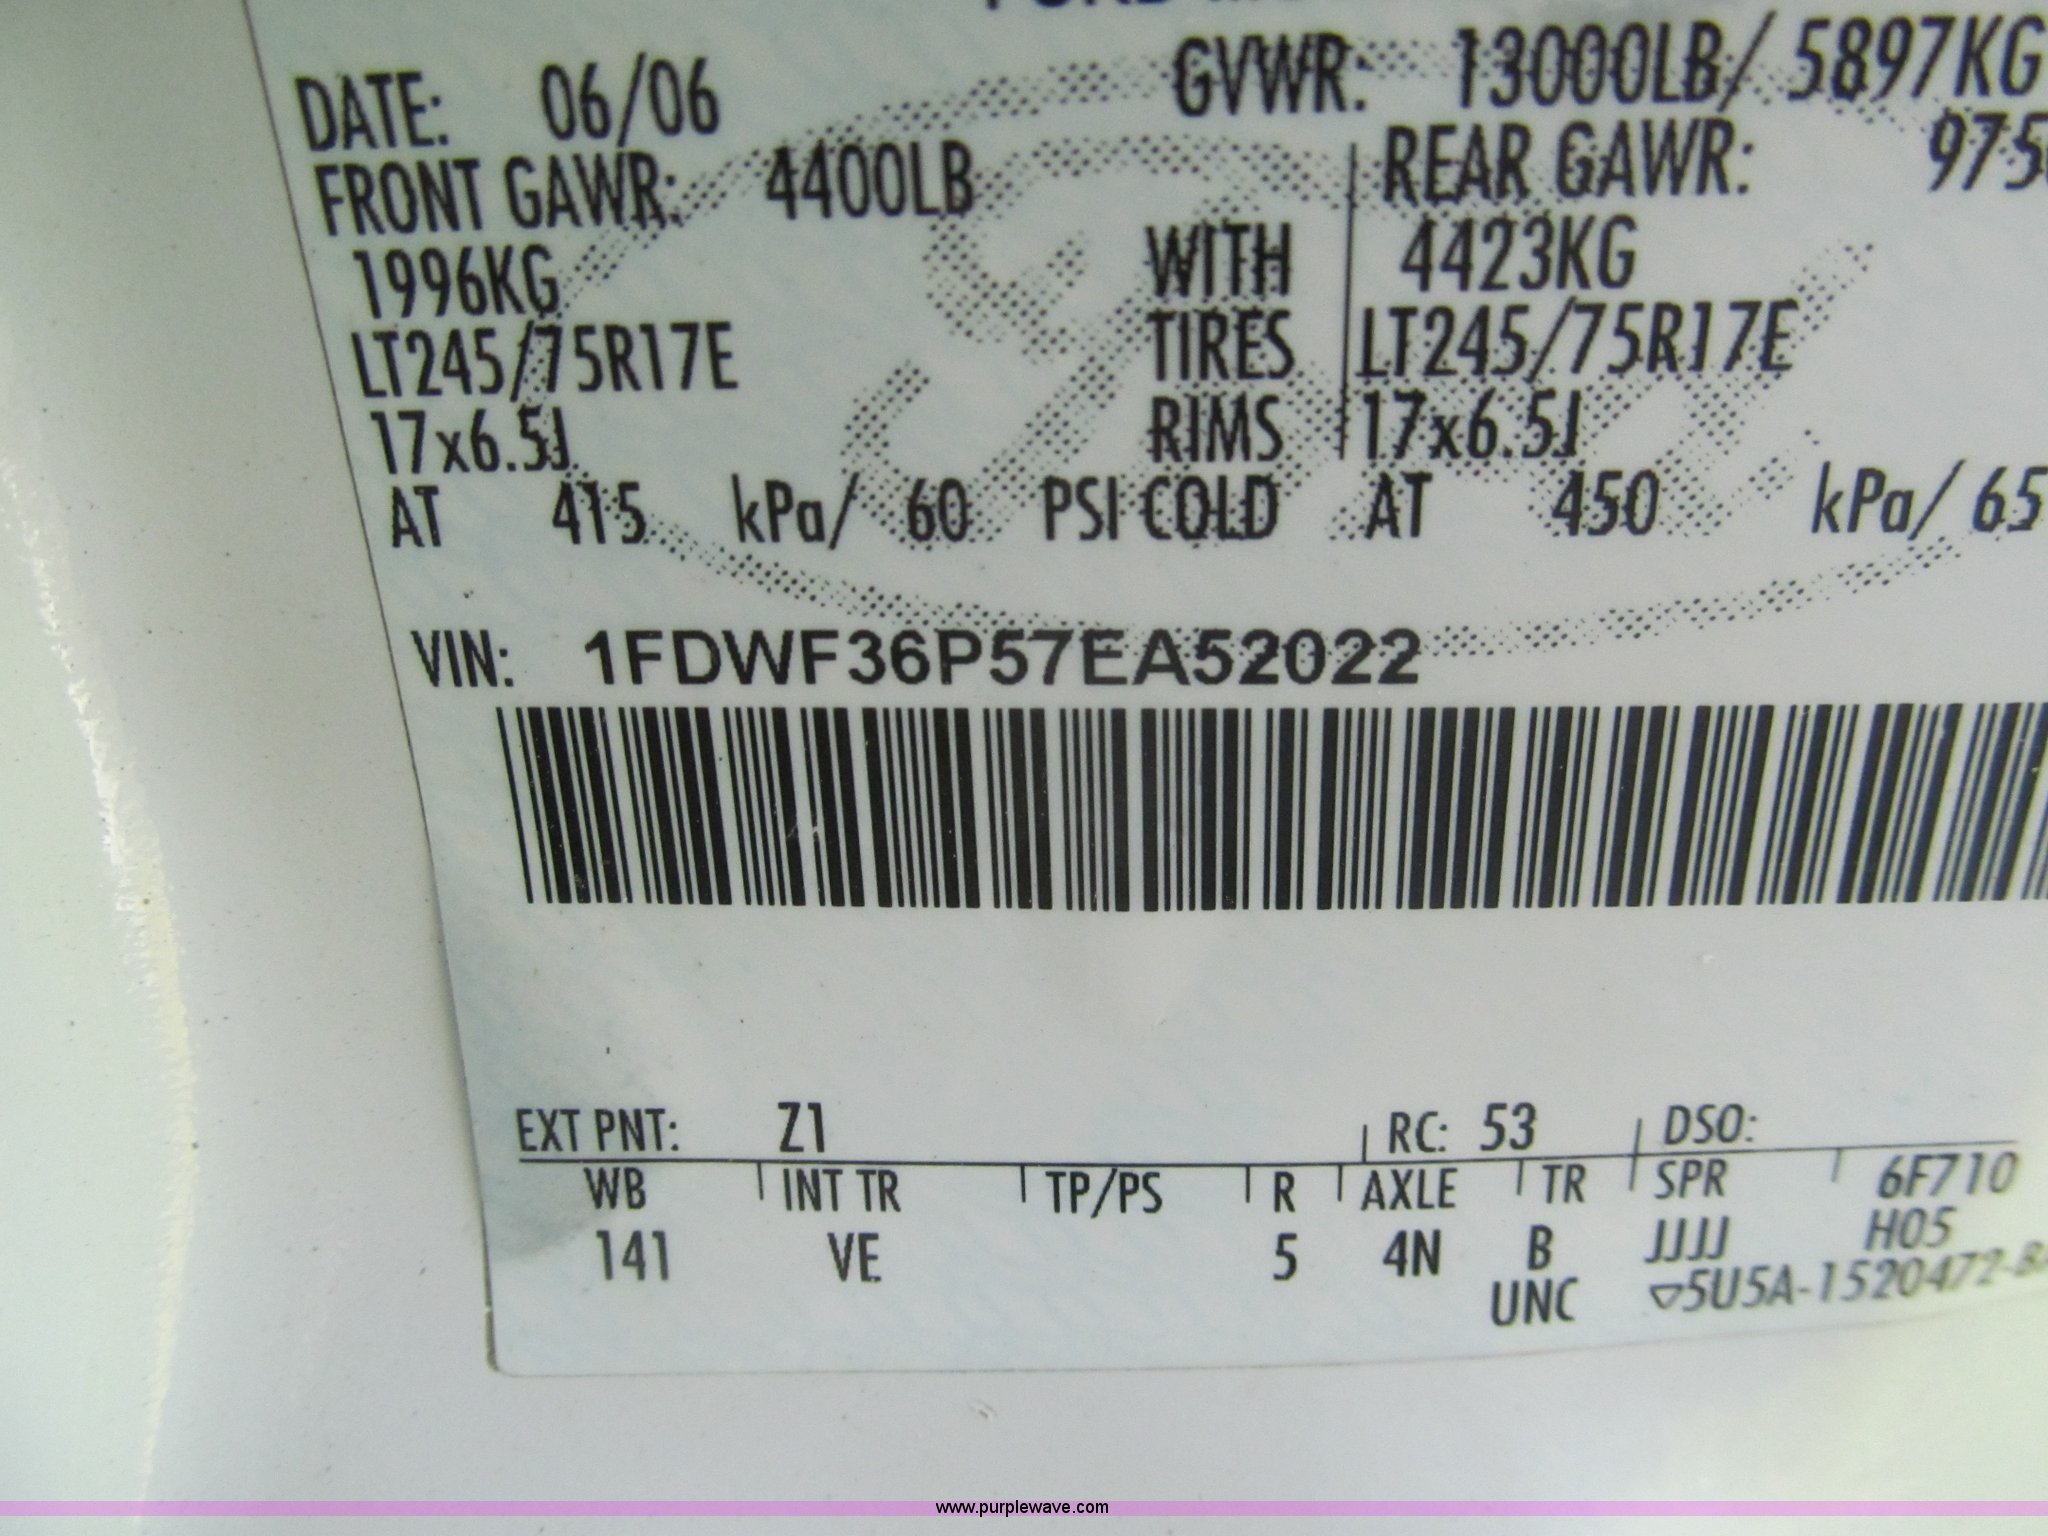 DATE: 06/06 GVWR: 13000LB/ 5897KG
FRONT GAWR: 4400LB REAR GAWR:
1996KG WITH 4423KG
LT245/75R17E TIRES LT245/75R17E
17x6.5J RIMS 17x6.5J
AT 415 kPa/ 60 PSI COLD AT 450 kPa/ 65
VIN: 1FDWF36P57EA52022
EXT PNT: Z1 RC: 53 DSO:
WB INT TR TP/PS R AXLE TR SPR 6F710
141 VE 5 4N B JJJJ H05
UNC ▽5U5A-1520472-
www.purplewave.com